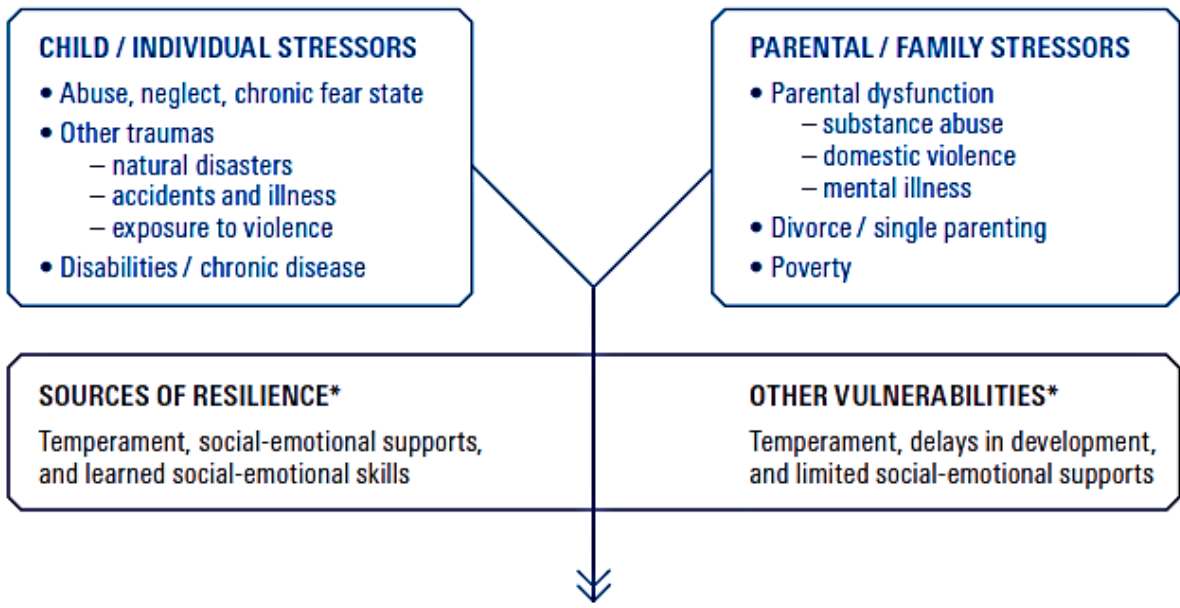 CHILD / INDIVIDUAL STRESSORS
• Abuse, neglect, chronic fear state
• Other traumas
– natural disasters
– accidents and illness
– exposure to violence
• Disabilities / chronic disease
PARENTAL / FAMILY STRESSORS
• Parental dysfunction
– substance abuse
– domestic violence
– mental illness
• Divorce / single parenting
• Poverty
SOURCES OF RESILIENCE*
Temperament, social-emotional supports,
and learned social-emotional skills
OTHER VULNERABILITIES*
Temperament, delays in development,
and limited social-emotional supports